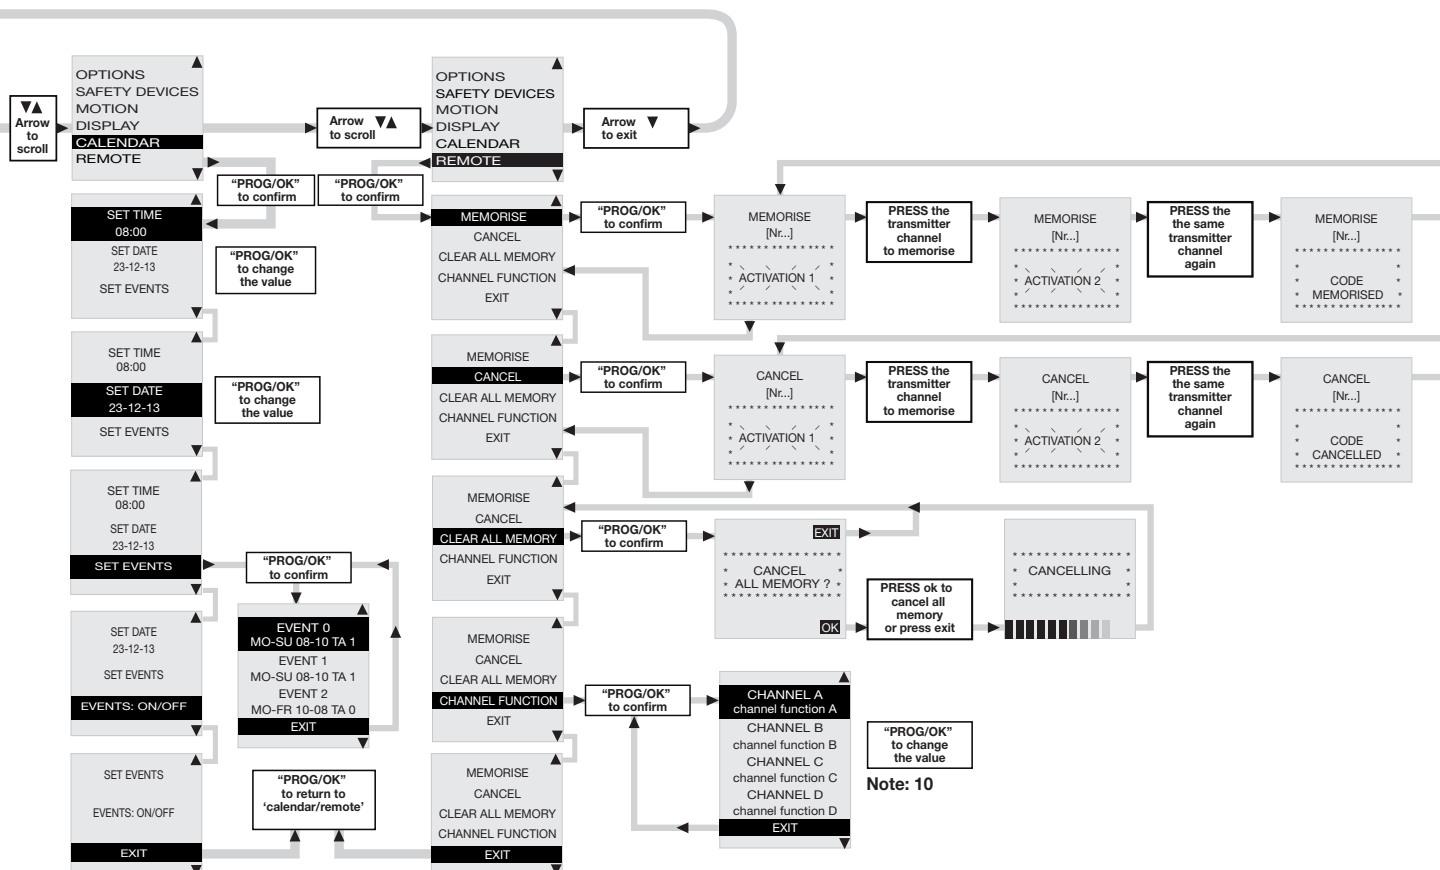 ▼▲
Arrow
to
scroll
OPTIONS
SAFETY DEVICES
MOTION
DISPLAY
CALENDAR
REMOTE
Arrow ▼▲
to scroll
OPTIONS
SAFETY DEVICES
MOTION
DISPLAY
CALENDAR
REMOTE
Arrow ▼
to exit
“PROG/OK”
to confirm
“PROG/OK”
to confirm
SET TIME
08:00
SET DATE
23-12-13
SET EVENTS
“PROG/OK”
to change
the value
SET TIME
08:00
SET DATE
23-12-13
SET EVENTS
“PROG/OK”
to change
the value
SET TIME
08:00
SET DATE
23-12-13
SET EVENTS
“PROG/OK”
to confirm
EVENT 0
MO-SU 08-10 TA 1
EVENT 1
MO-SU 08-10 TA 1
EVENT 2
MO-FR 10-08 TA 0
EXIT
SET DATE
23-12-13
SET EVENTS
EVENTS: ON/OFF
SET EVENTS
EVENTS: ON/OFF
EXIT
“PROG/OK”
to return to
‘calendar/remote’
MEMORISE
CANCEL
CLEAR ALL MEMORY
CHANNEL FUNCTION
EXIT
“PROG/OK”
to confirm
MEMORISE
[Nr...]
ACTIVATION 1
PRESS the
transmitter
channel
to memorise
MEMORISE
[Nr...]
ACTIVATION 2
PRESS the
the same
transmitter
channel
again
MEMORISE
[Nr...]
CODE
MEMORISED
MEMORISE
CANCEL
CLEAR ALL MEMORY
CHANNEL FUNCTION
EXIT
“PROG/OK”
to confirm
CANCEL
[Nr...]
ACTIVATION 1
PRESS the
transmitter
channel
to memorise
CANCEL
[Nr...]
ACTIVATION 2
PRESS the
the same
transmitter
channel
again
CANCEL
[Nr...]
CODE
CANCELLED
MEMORISE
CANCEL
CLEAR ALL MEMORY
CHANNEL FUNCTION
EXIT
“PROG/OK”
to confirm
EXIT
CANCEL
ALL MEMORY ?
OK
PRESS ok to
cancel all
memory
or press exit
CANCELLING
MEMORISE
CANCEL
CLEAR ALL MEMORY
CHANNEL FUNCTION
EXIT
“PROG/OK”
to confirm
CHANNEL A
channel function A
CHANNEL B
channel function B
CHANNEL C
channel function C
CHANNEL D
channel function D
EXIT
“PROG/OK”
to change
the value
Note: 10
MEMORISE
CANCEL
CLEAR ALL MEMORY
CHANNEL FUNCTION
EXIT